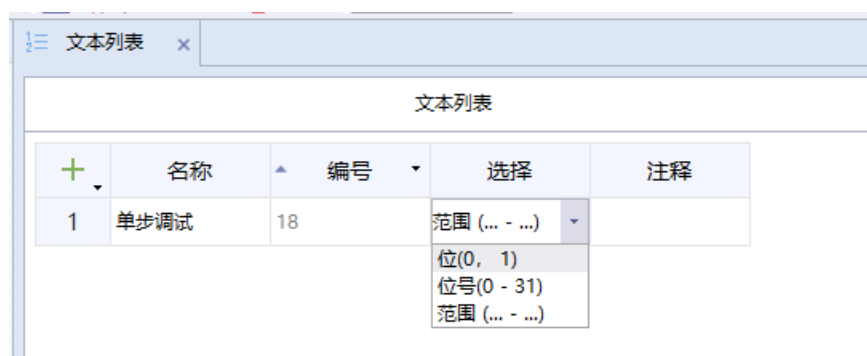 文本列表
文本列表
名称 编号 选择 注释
1 单步调试 18 范围 (... - ...)
位(0， 1)
位号(0 - 31)
范围 (... - ...)